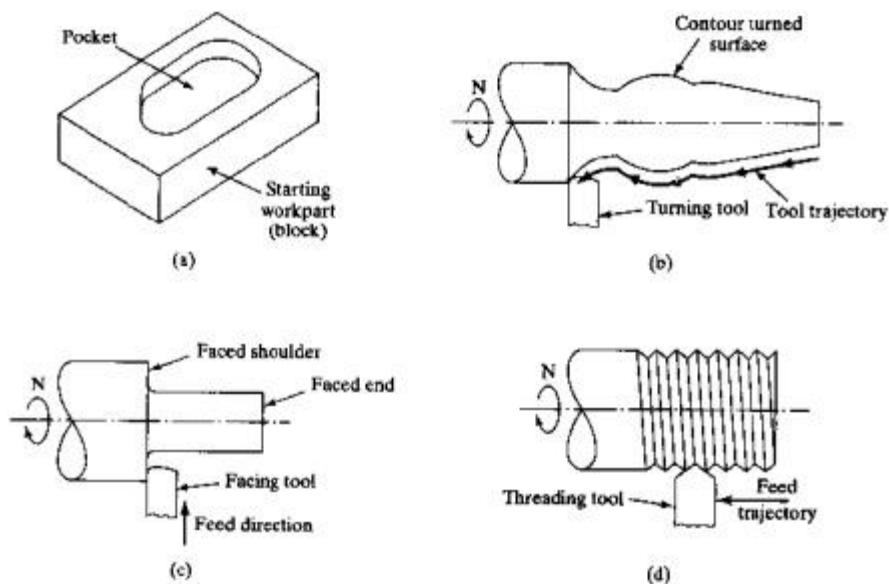 Pocket
Starting
workpart
(block)
(a)
Contour turned
surface
N
Turning tool
Tool trajectory
(b)
Faced shoulder
Faced end
N
Facing tool
Feed direction
(c)
N
Threading tool
Feed
trajectory
(d)